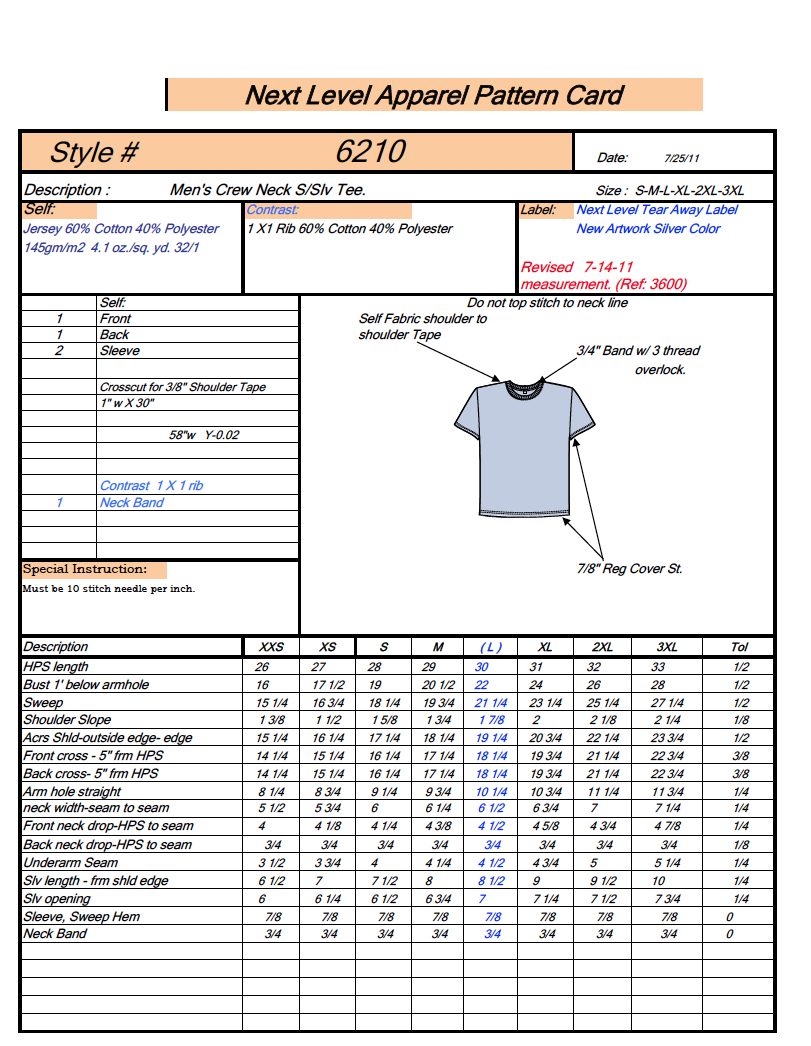 Next Level Apparel Pattern Card
Style # 6210 Date: 7/25/11
Description : Men's Crew Neck S/Slv Tee. Size : S-M-L-XL-2XL-3XL
Self: Contrast: Label: Next Level Tear Away Label
Jersey 60% Cotton 40% Polyester 1 X1 Rib 60% Cotton 40% Polyester New Artwork Silver Color
145gm/m2 4.1 oz./sq. yd. 32/1
Revised 7-14-11
measurement. (Ref: 3600)
Self:
1 Front
1 Back
2 Sleeve
Crosscut for 3/8" Shoulder Tape
1" w X 30"
58"w Y-0.02
Contrast 1 X 1 rib
1 Neck Band
Special Instruction:
Must be 10 stitch needle per inch.
Do not top stitch to neck line
Self Fabric shoulder to
shoulder Tape
3/4" Band w/ 3 thread
overlock.
7/8" Reg Cover St.
Description XXS XS S M ( L ) XL 2XL 3XL Tol
HPS length 26 27 28 29 30 31 32 33 1/2
Bust 1' below armhole 16 17 1/2 19 20 1/2 22 24 26 28 1/2
Sweep 15 1/4 16 3/4 18 1/4 19 3/4 21 1/4 23 1/4 25 1/4 27 1/4 1/2
Shoulder Slope 1 3/8 1 1/2 1 5/8 1 3/4 1 7/8 2 2 1/8 2 1/4 1/8
Acrs Shld-outside edge- edge 15 1/4 16 1/4 17 1/4 18 1/4 19 1/4 20 3/4 22 1/4 23 3/4 1/2
Front cross - 5" frm HPS 14 1/4 15 1/4 16 1/4 17 1/4 18 1/4 19 3/4 21 1/4 22 3/4 3/8
Back cross- 5" frm HPS 14 1/4 15 1/4 16 1/4 17 1/4 18 1/4 19 3/4 21 1/4 22 3/4 3/8
Arm hole straight 8 1/4 8 3/4 9 1/4 9 3/4 10 1/4 10 3/4 11 1/4 11 3/4 1/4
neck width-seam to seam 5 1/2 5 3/4 6 6 1/4 6 1/2 6 3/4 7 7 1/4 1/4
Front neck drop-HPS to seam 4 4 1/8 4 1/4 4 3/8 4 1/2 4 5/8 4 3/4 4 7/8 1/4
Back neck drop-HPS to seam 3/4 3/4 3/4 3/4 3/4 3/4 3/4 3/4 1/8
Underarm Seam 3 1/2 3 3/4 4 4 1/4 4 1/2 4 3/4 5 5 1/4 1/4
Slv length - frm shld edge 6 1/2 7 7 1/2 8 8 1/2 9 9 1/2 10 1/4
Slv opening 6 6 1/4 6 1/2 6 3/4 7 7 1/4 7 1/2 7 3/4 1/4
Sleeve, Sweep Hem 7/8 7/8 7/8 7/8 7/8 7/8 7/8 7/8 0
Neck Band 3/4 3/4 3/4 3/4 3/4 3/4 3/4 3/4 0